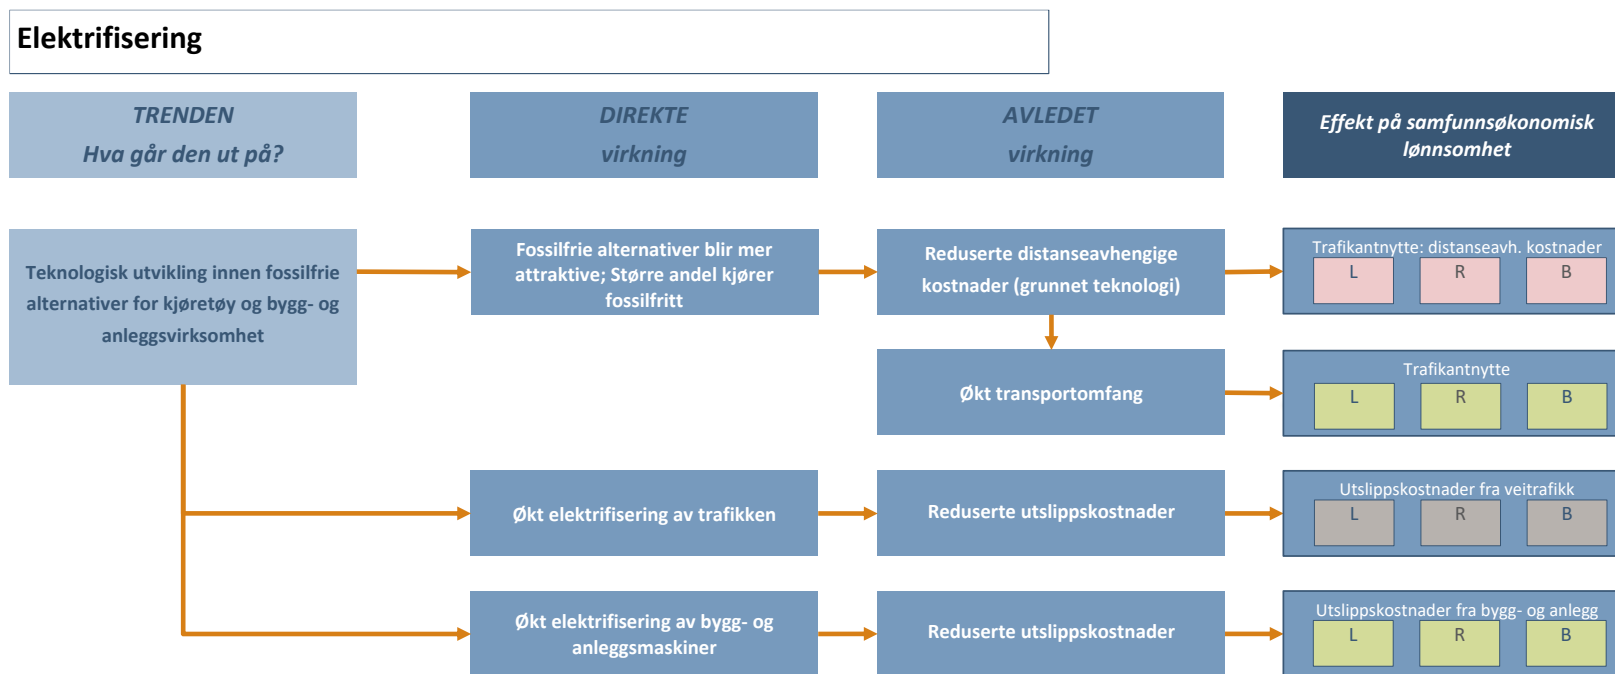 Elektrifisering
TRENDEN
Hva går den ut på?
DIREKTE
virkning
AVLEDET
virkning
Effekt på samfunnsøkonomisk
lønnsomhet
Teknologisk utvikling innen fossilfrie
alternativer for kjøretøy og bygg- og
anleggsvirksomhet
Fossilfrie alternativer blir mer
attraktive; Større andel kjører
fossilfritt
Reduserte distanseavhengige
kostnader (grunnet teknologi)
Trafikantnytte: distanseavh. kostnader
L R B
Økt transportomfang
Trafikantnytte
L R B
Økt elektrifisering av trafikken
Reduserte utslippskostnader
Utslippskostnader fra veitrafikk
L R B
Økt elektrifisering av bygg- og
anleggsmaskiner
Reduserte utslippskostnader
Utslippskostnader fra bygg- og anlegg
L R B